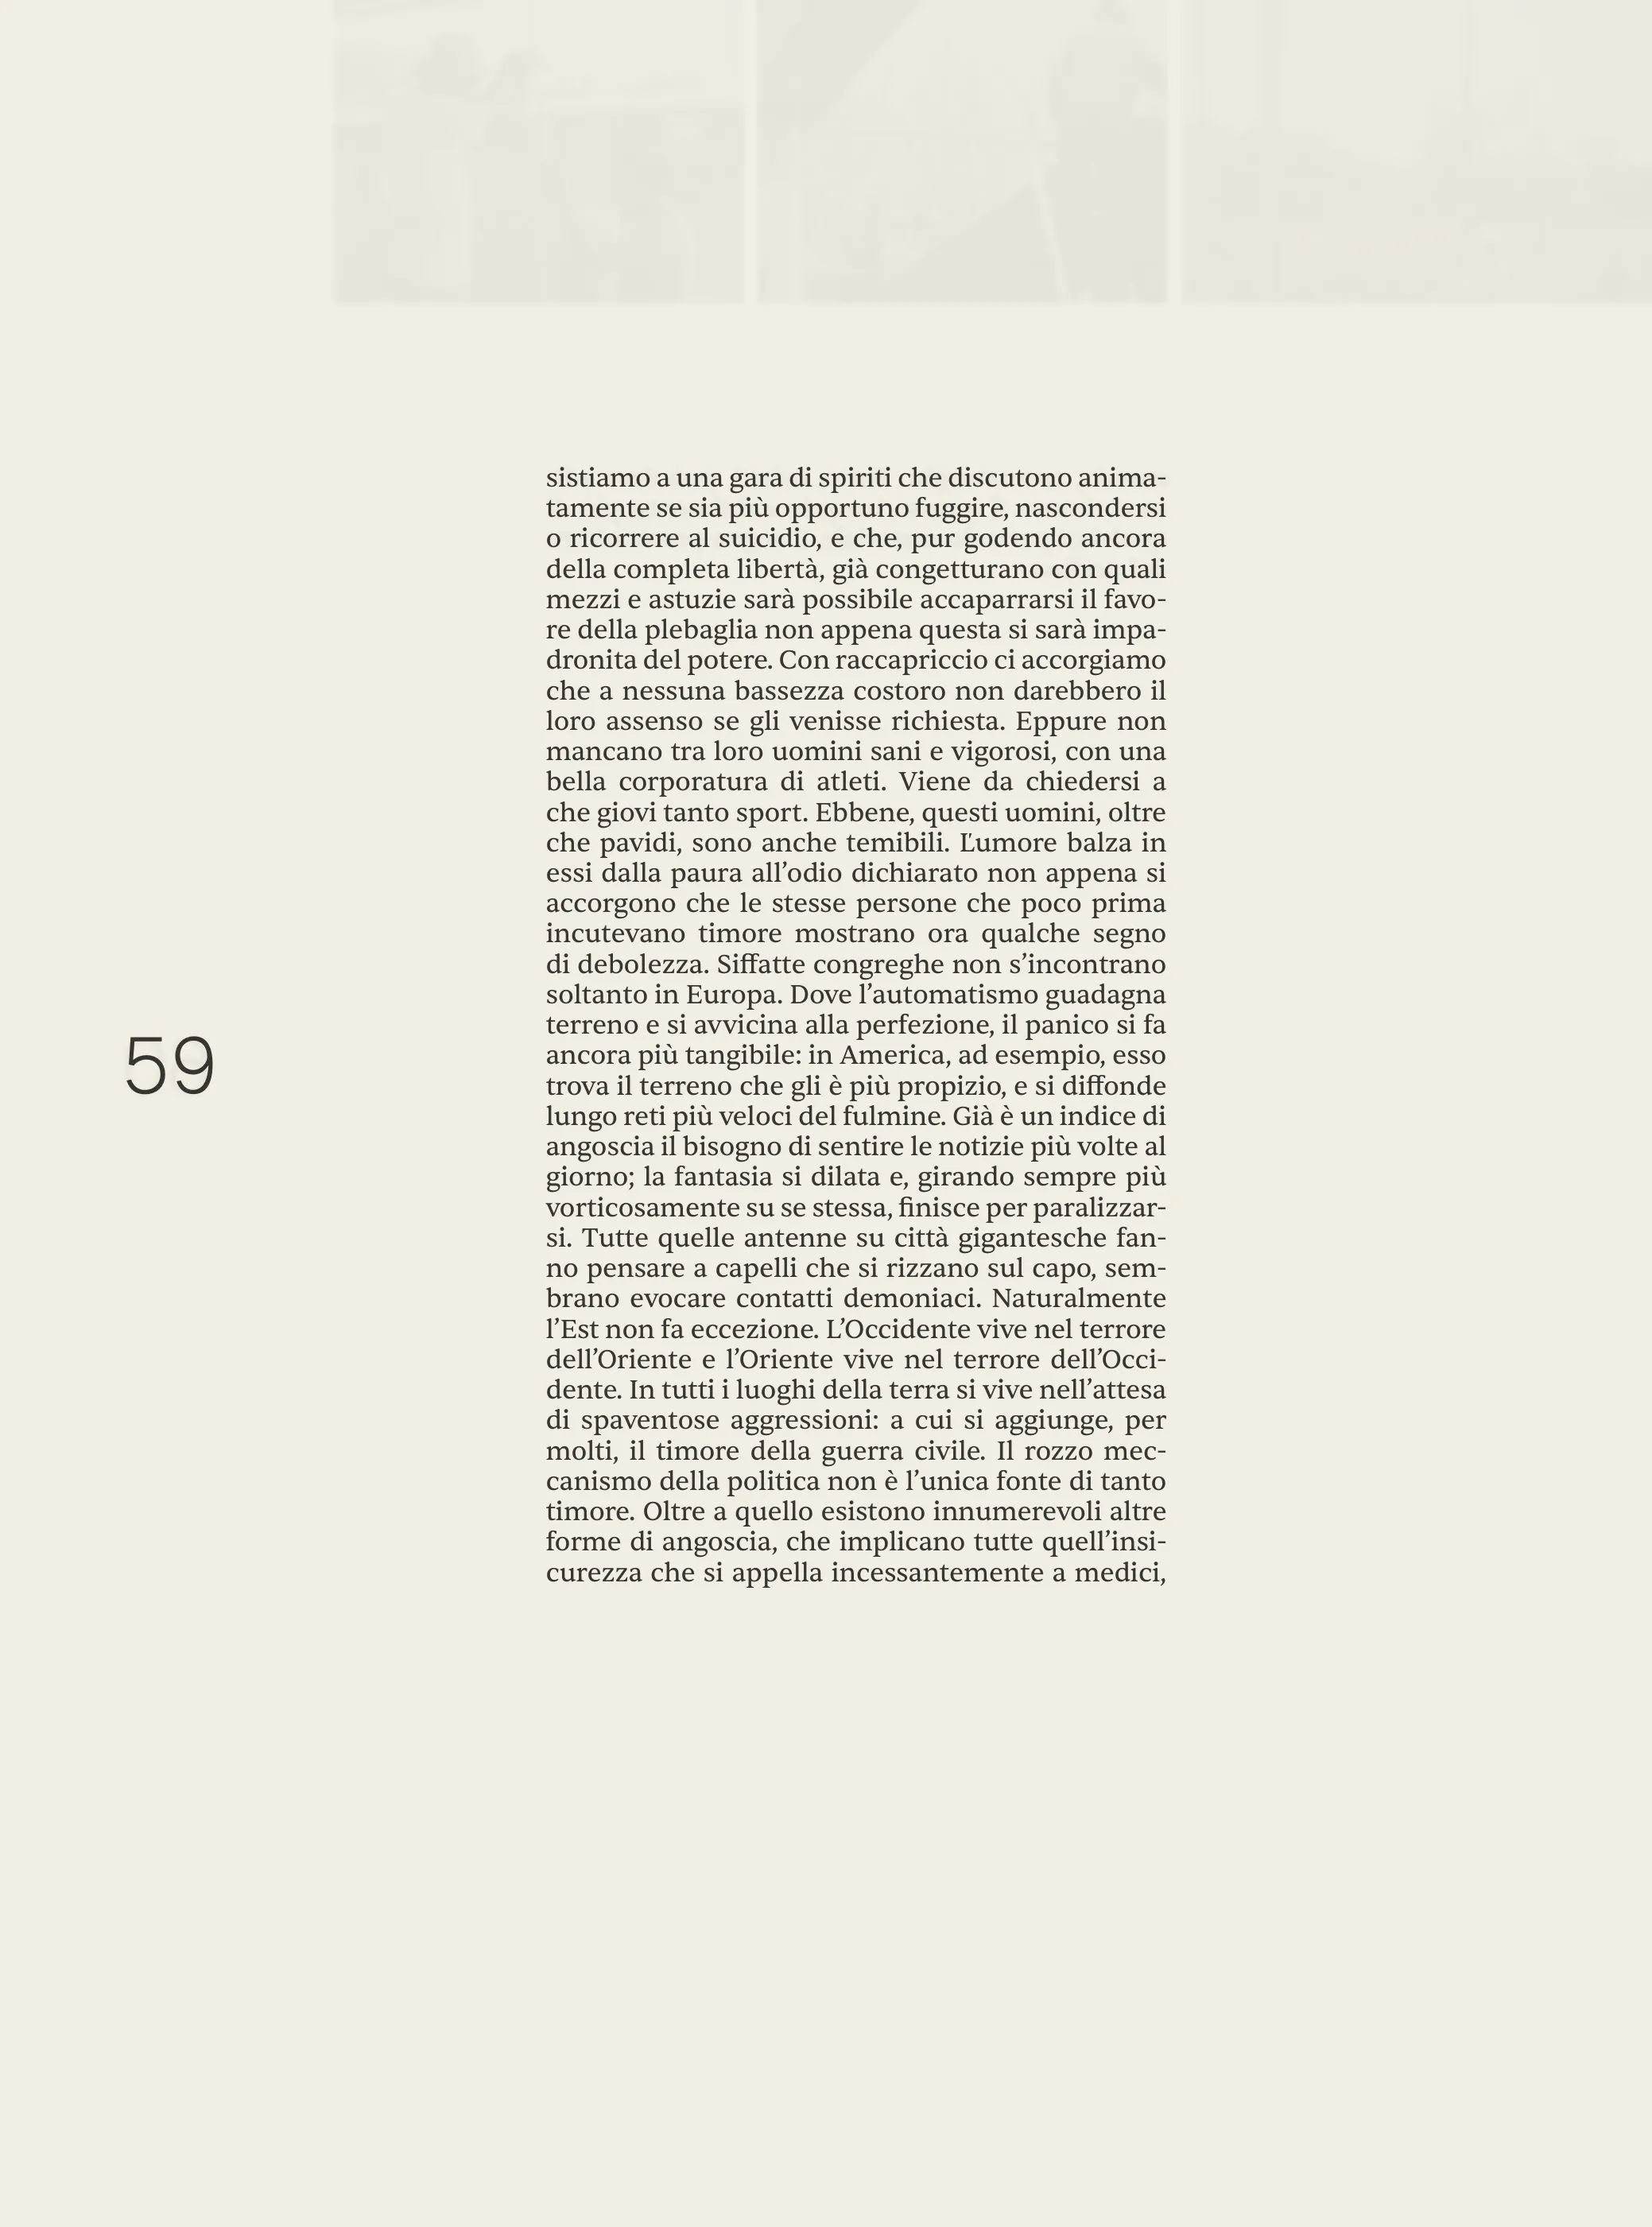 sistiamo a una gara di spiriti che discutono anima-
tamente se sia più opportuno fuggire, nascondersi
o ricorrere al suicidio, e che, pur godendo ancora
della completa libertà, già congetturano con quali
mezzi e astuzie sarà possibile accaparrarsi il favo-
re della plebaglia non appena questa si sarà impa-
dronita del potere. Con raccapriccio ci accorgiamo
che a nessuna bassezza costoro non darebbero il
loro assenso se gli venisse richiesta. Eppure non
mancano tra loro uomini sani e vigorosi, con una
bella corporatura di atleti. Viene da chiedersi a
che giovi tanto sport. Ebbene, questi uomini, oltre
che pavidi, sono anche temibili. L'umore balza in
essi dalla paura all’odio dichiarato non appena si
accorgono che le stesse persone che poco prima
incutevano timore mostrano ora qualche segno
di debolezza. Siffatte congreghe non s’incontrano
soltanto in Europa. Dove l’automatismo guadagna
terreno e si avvicina alla perfezione, il panico si fa
ancora più tangibile: in America, ad esempio, esso
trova il terreno che gli è più propizio, e si diffonde
lungo reti più veloci del fulmine. Già è un indice di
angoscia il bisogno di sentire le notizie più volte al
giorno; la fantasia si dilata e, girando sempre più
vorticosamente su se stessa, finisce per paralizzar-
si. Tutte quelle antenne su città gigantesche fan-
no pensare a capelli che si rizzano sul capo, sem-
brano evocare contatti demoniaci. Naturalmente
l’Est non fa eccezione. L’Occidente vive nel terrore
dell’Oriente e l’Oriente vive nel terrore dell’Occi-
dente. In tutti i luoghi della terra si vive nell’attesa
di spaventose aggressioni: a cui si aggiunge, per
molti, il timore della guerra civile. Il rozzo mec-
canismo della politica non è l’unica fonte di tanto
timore. Oltre a quello esistono innumerevoli altre
forme di angoscia, che implicano tutte quell’insi-
curezza che si appella incessantemente a medici,
59